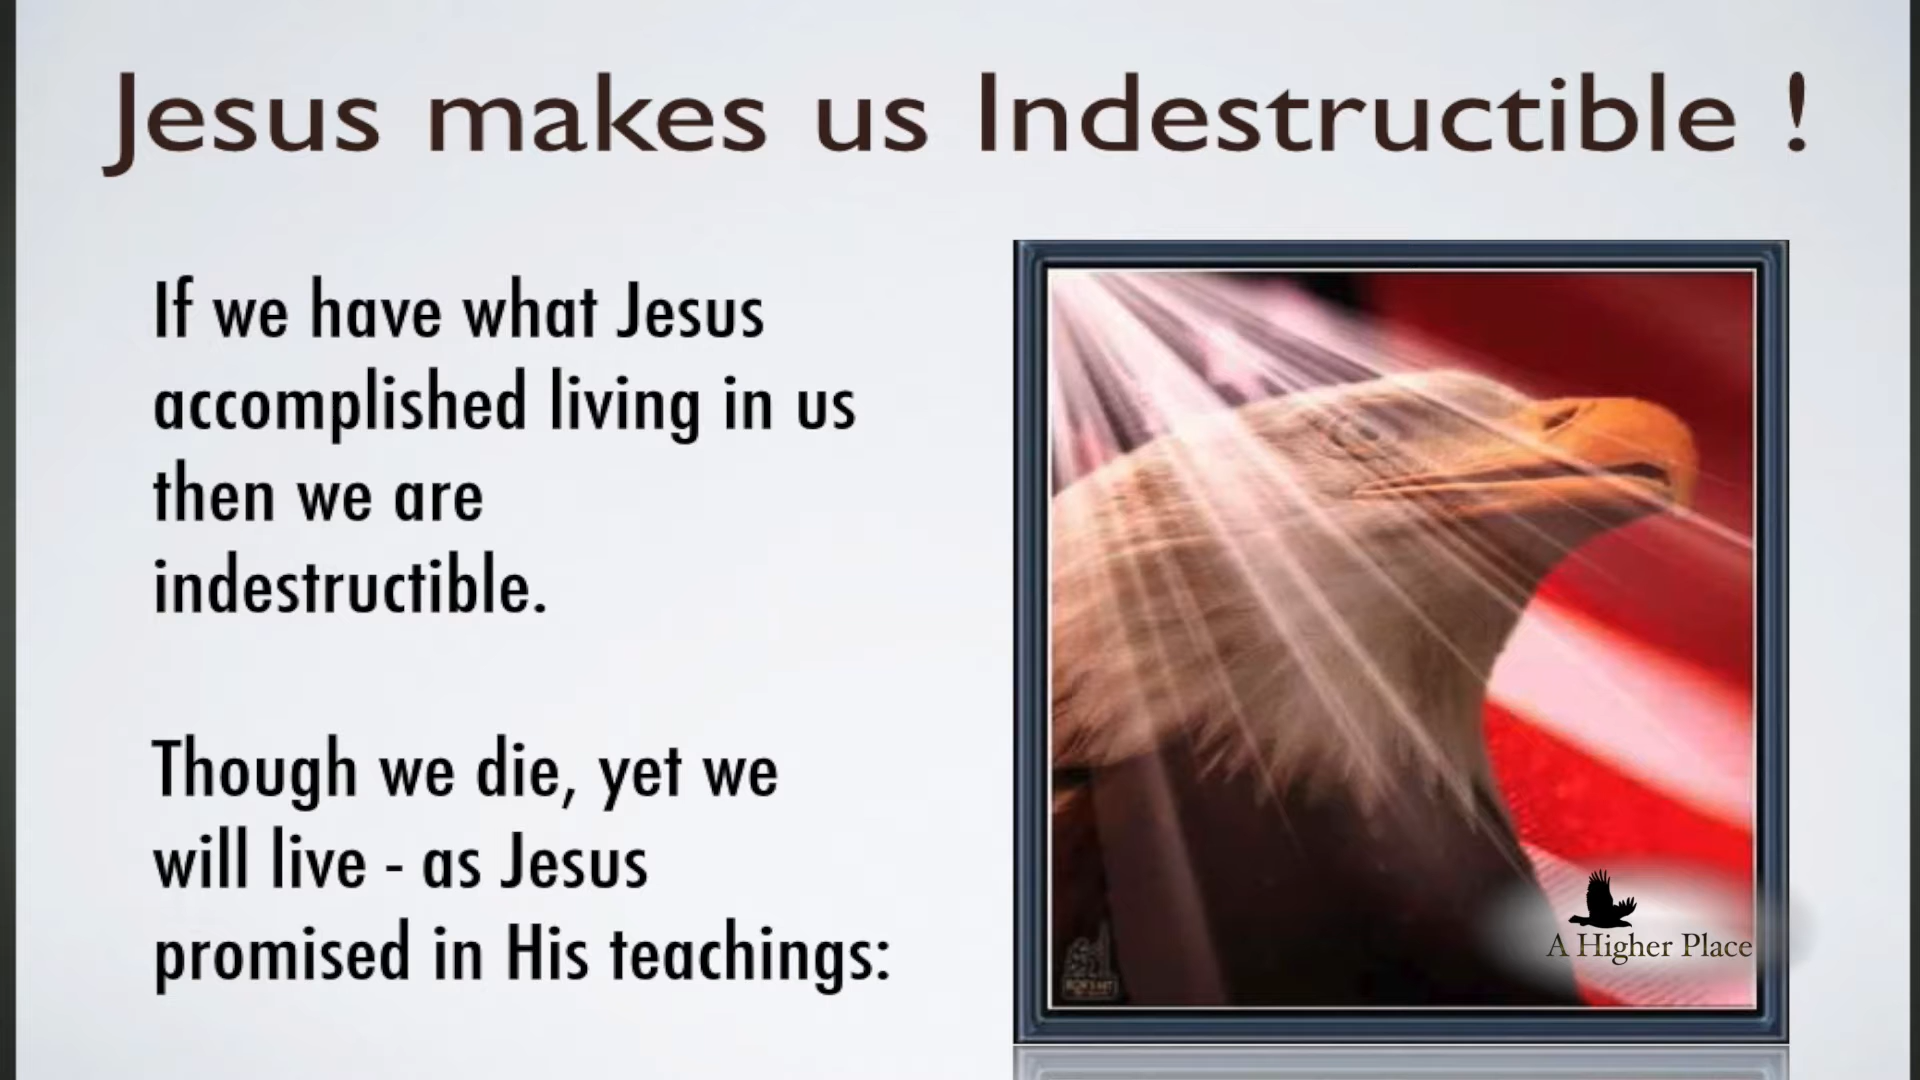 Jesus makes us Indestructible !
If we have what Jesus
accomplished living in us
then we are
indestructible.
Though we die, yet we
will live - as Jesus
promised in His teachings:
A Higher Place